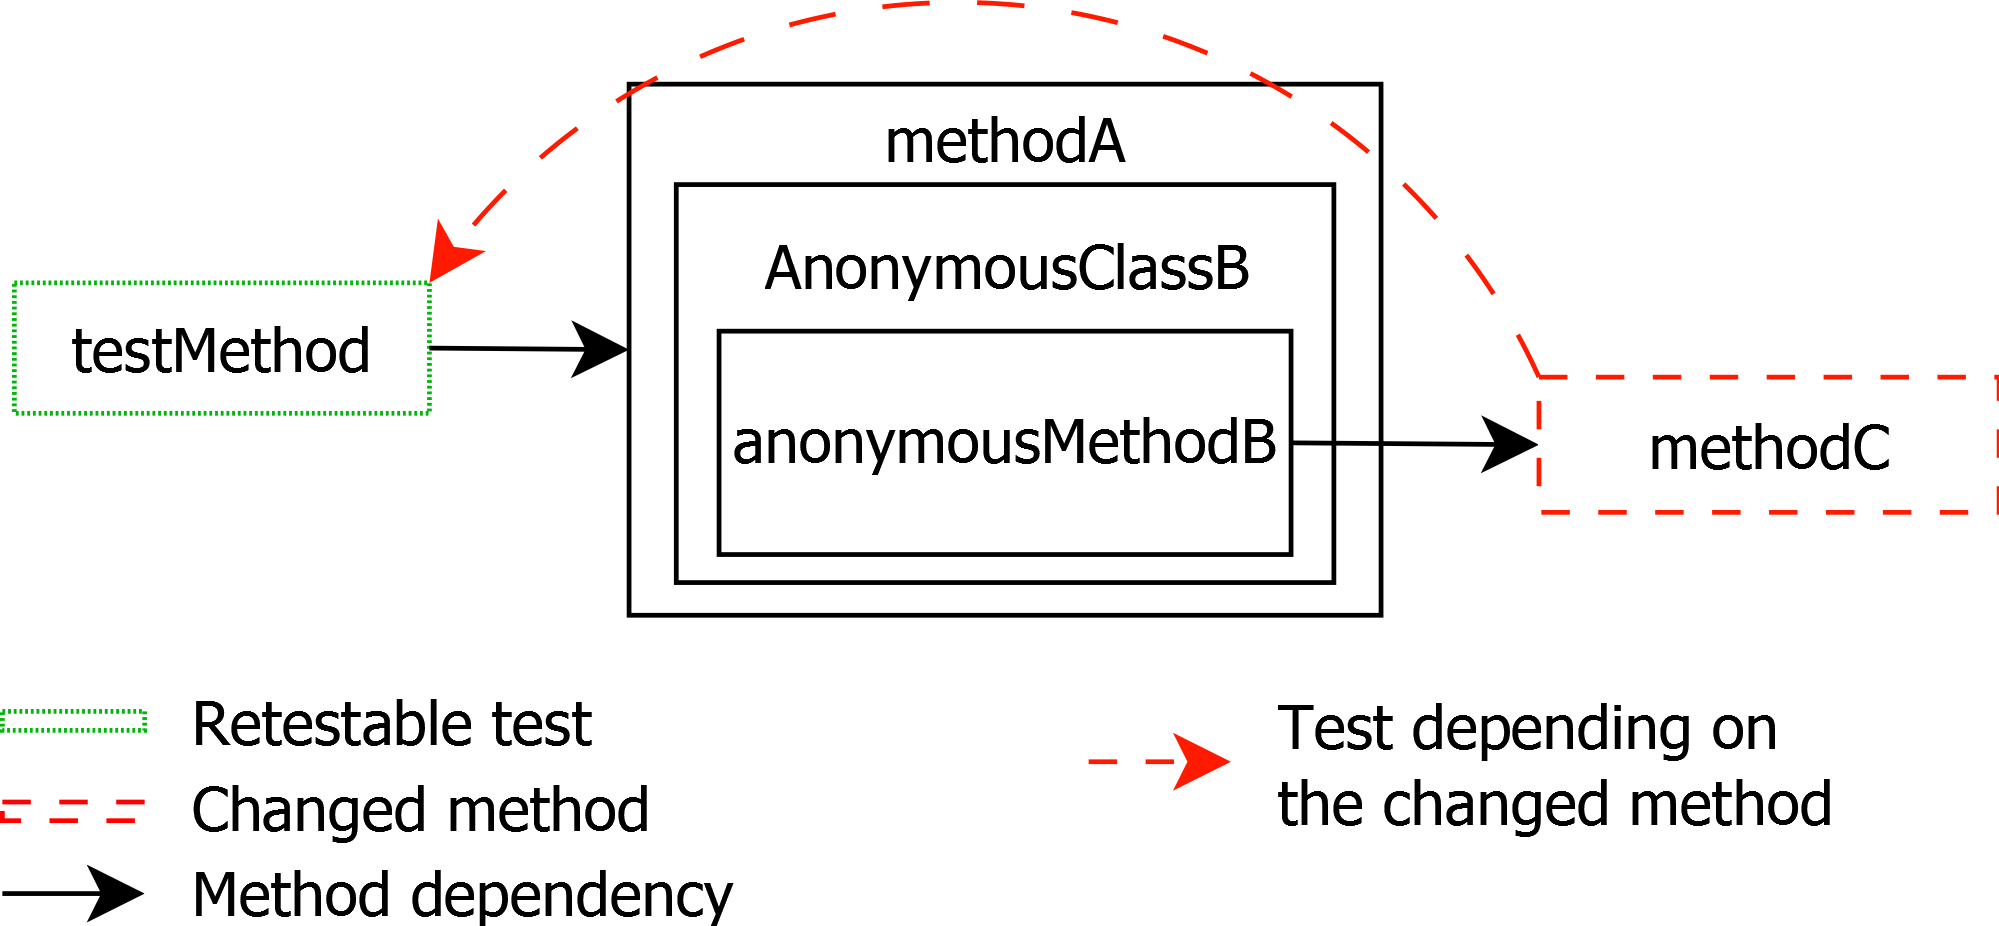 methodA
AnonymousClassB
testMethod
anonymousMethodB
methodC
Retestable test
Changed method
Method dependency
Test depending on
the changed method